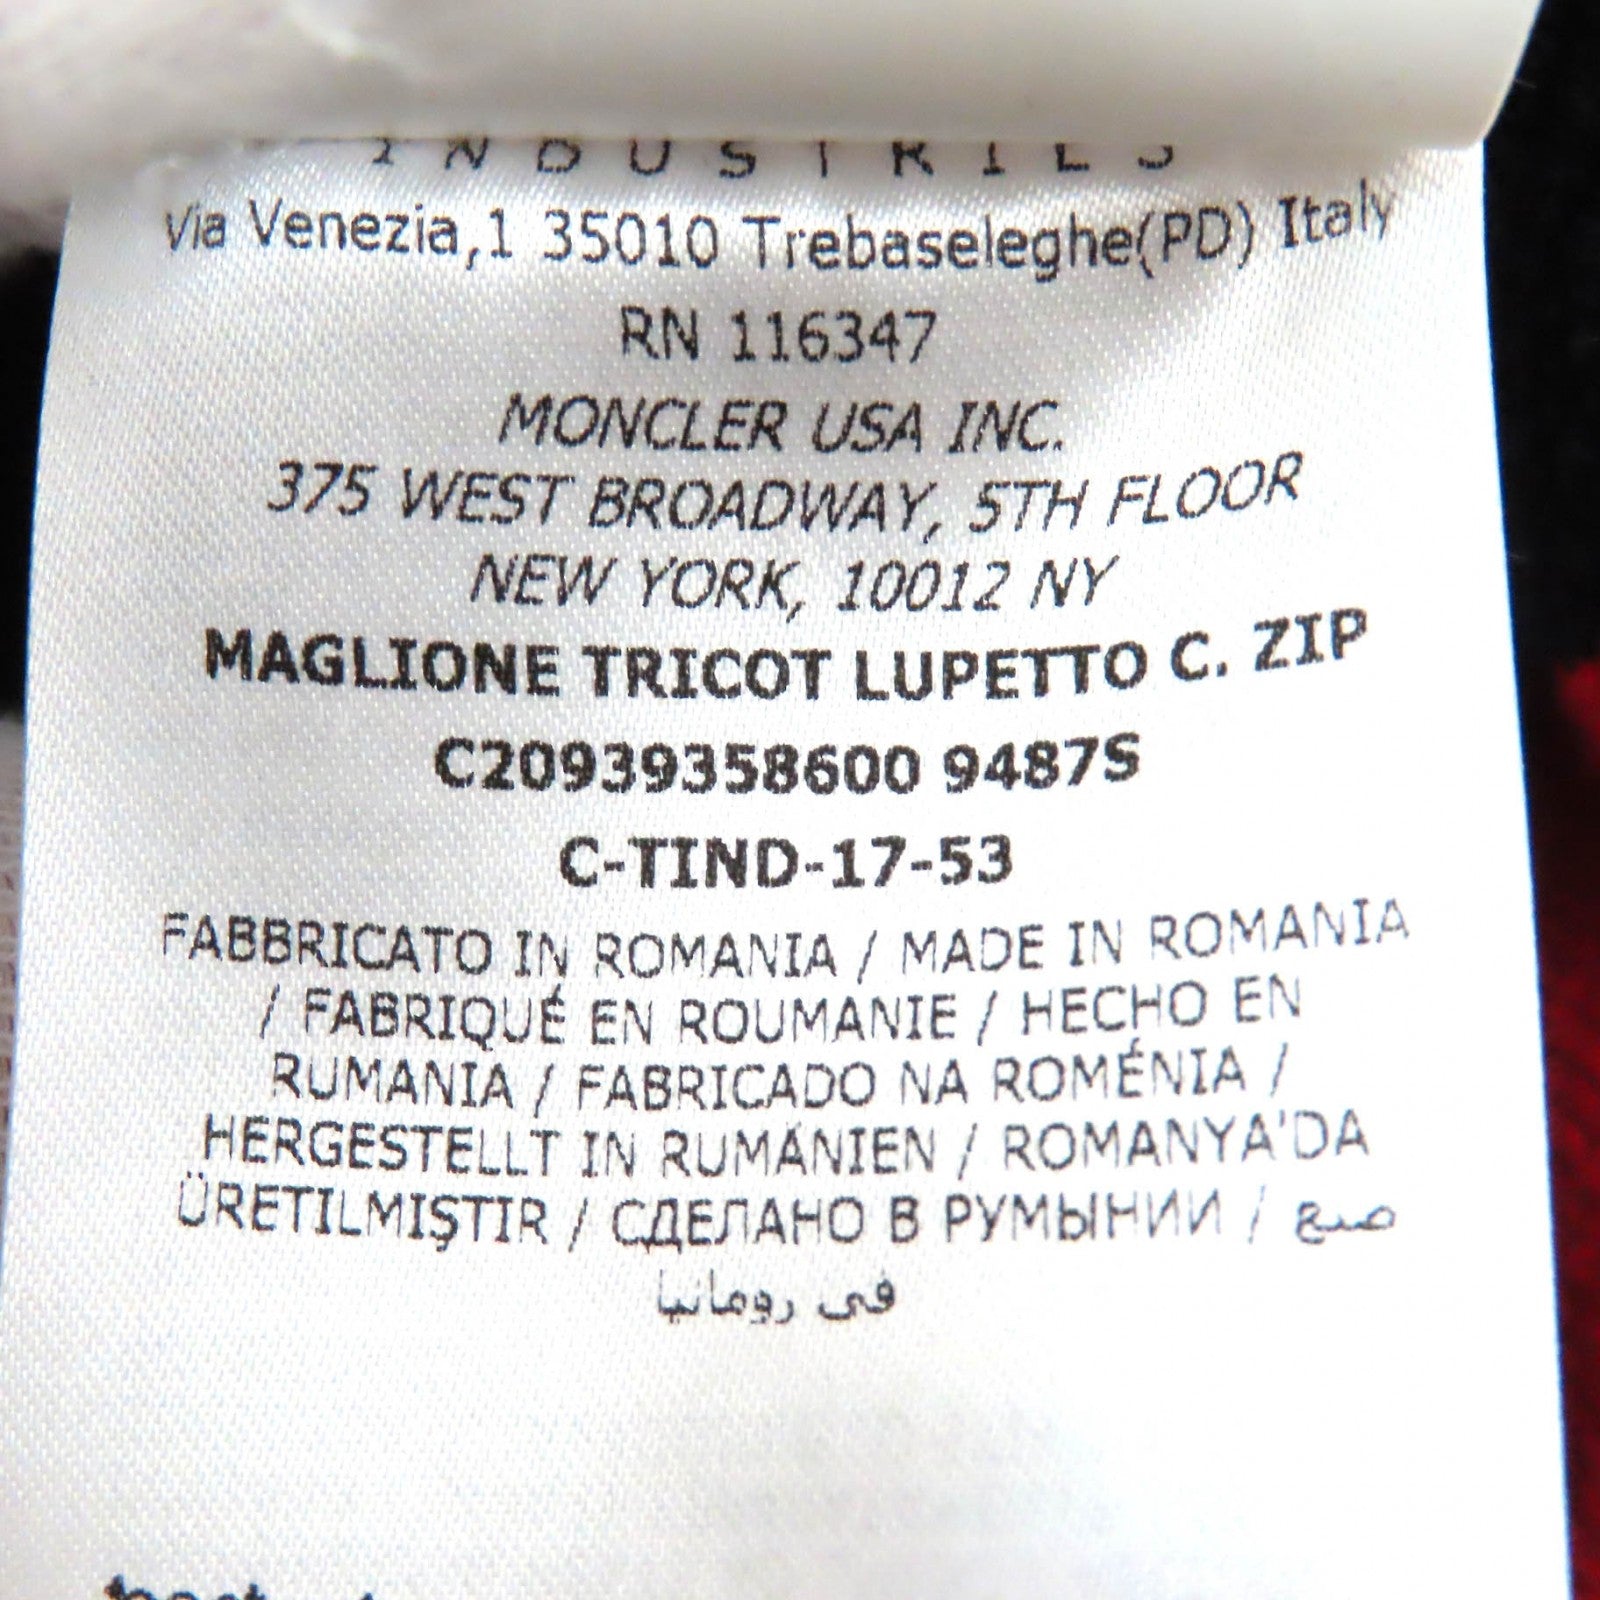 INDUSTRIES
Via Venezia,1 35010 Trebaseleghe(PD) Italy
RN 116347
MONCLER USA INC.
375 WEST BROADWAY, 5TH FLOOR
NEW YORK, 10012 NY
MAGLIONE TRICOT LUPETTO C. ZIP
C20939358600 9487S
C-TIND-17-53
FABBRICATO IN ROMANIA / MADE IN ROMANIA
/ FABRIQUÉ EN ROUMANIE / HECHO EN
RUMANIA / FABRICADO NA ROMÉNIA /
HERGESTELLT IN RUMÄNIEN / ROMANYA'DA
ÜRETILMIŞTIR / СДЕЛАНО В РУМЫНИИ / صنع
في رومانيا